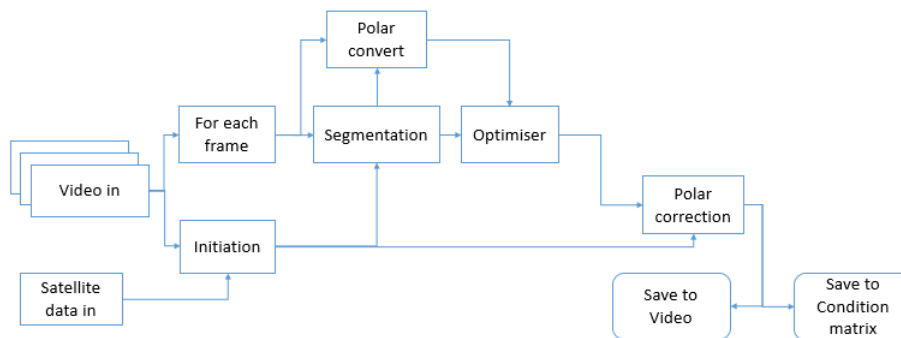 Polar
convert
For each
frame
Segmentation
Optimiser
Video in
Polar
correction
Initiation
Satellite
data in
Save to
Video
Save to
Condition
matrix